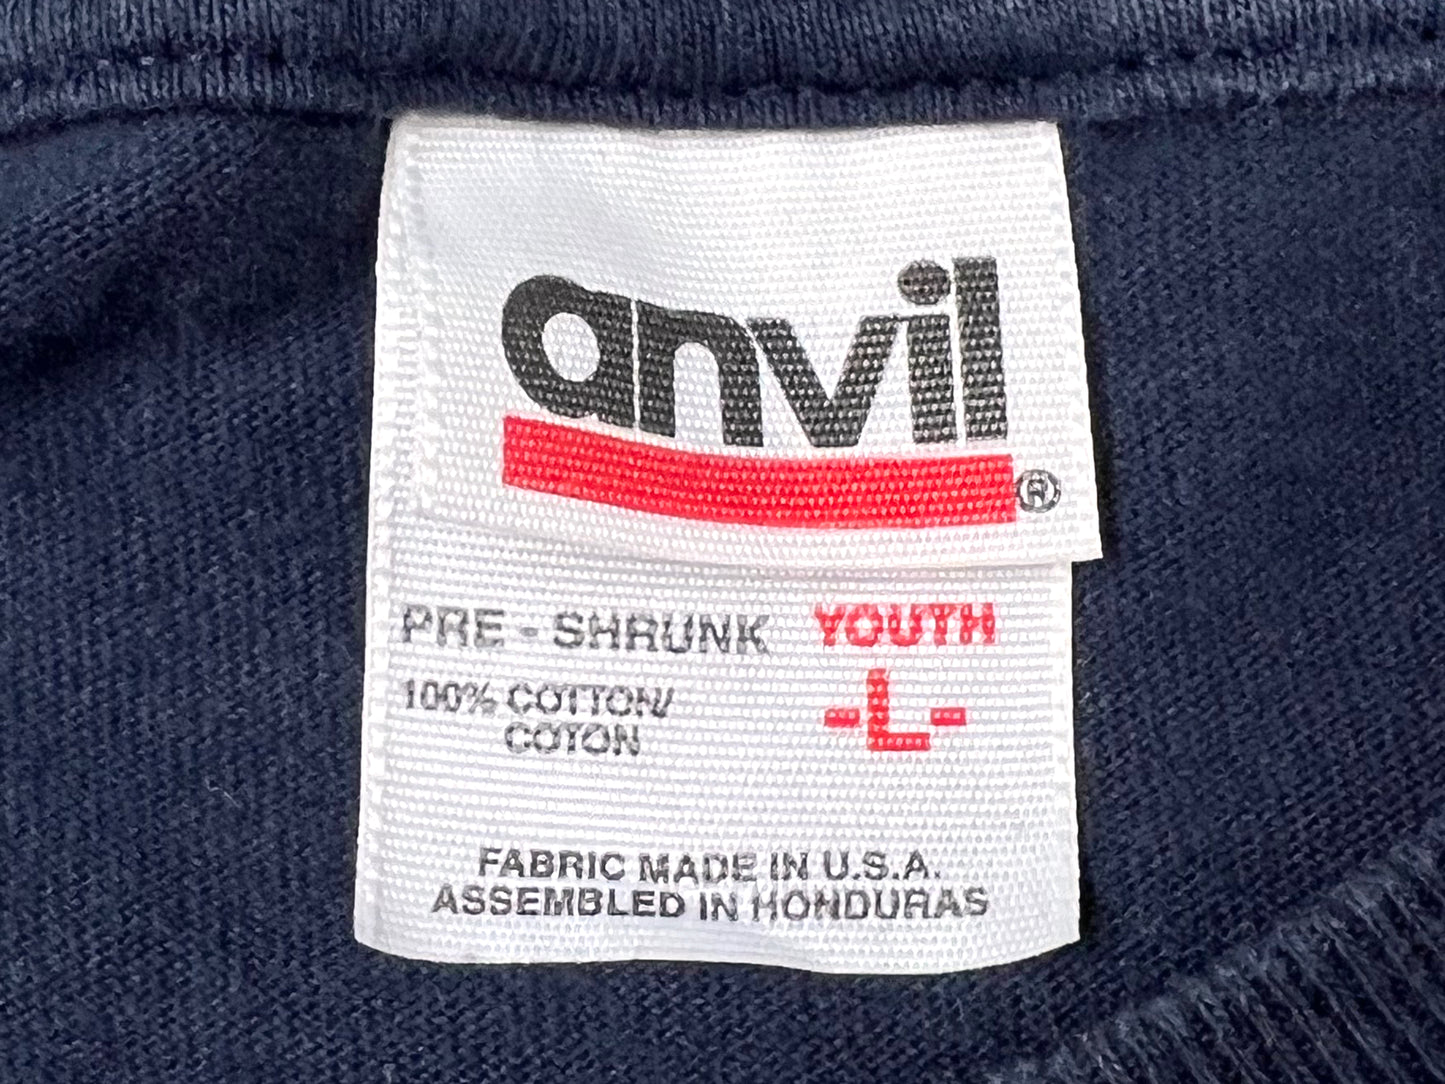 anvil®
PRE-SHRUNK YOUTH
100% COTTON/ -L-
COTON
FABRIC MADE IN U.S.A.
ASSEMBLED IN HONDURAS